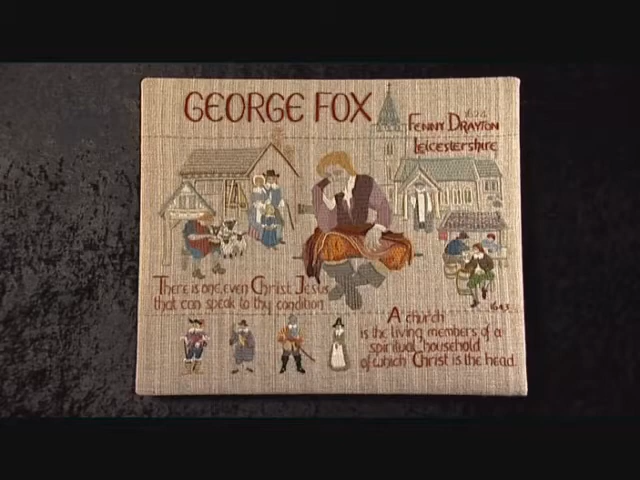 GEORGE FOX
1624
FENNY DRAYTON
Leicestershire
There is one, even Christ Jesus
that can speak to thy condition
1643
A church
is the living members of a
spiritual household
of which Christ is the head